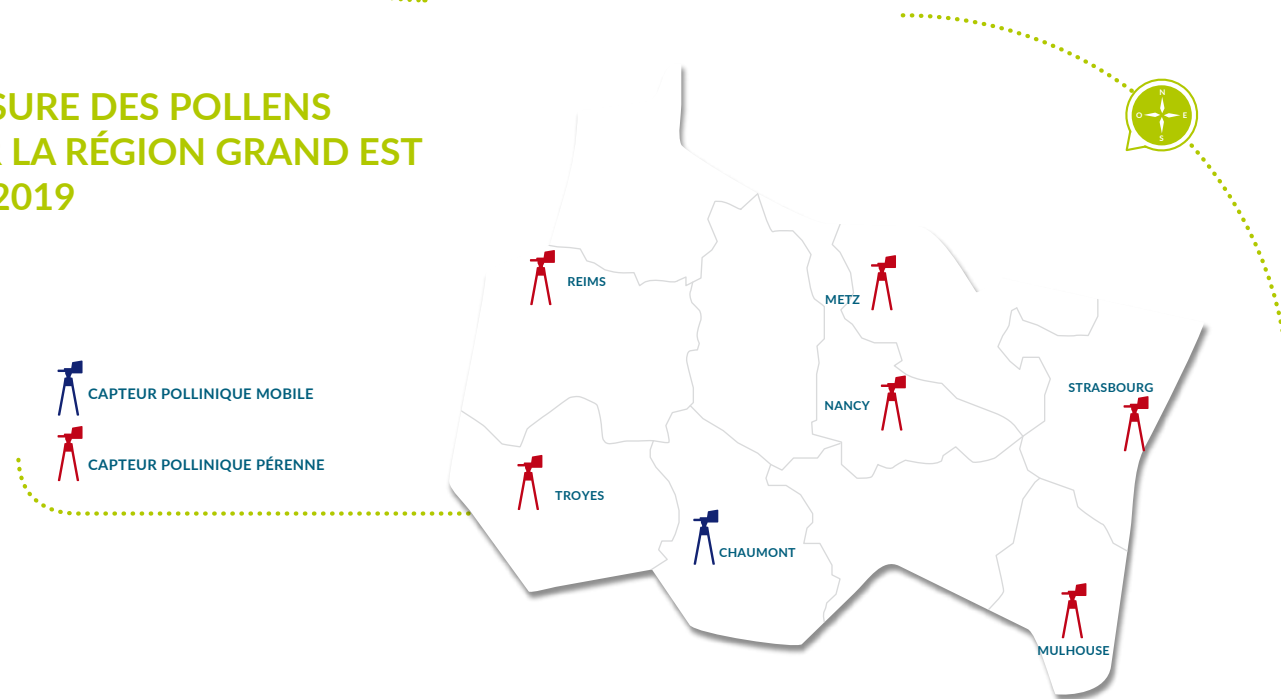 SURE DES POLLENS
LA RÉGION GRAND EST
2019
N
O
E
S
REIMS
METZ
CAPTEUR POLLINIQUE MOBILE
STRASBOURG
NANCY
CAPTEUR POLLINIQUE PÉRENNE
TROYES
CHAUMONT
MULHOUSE